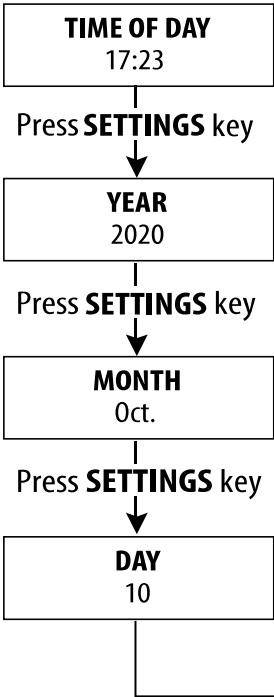 TIME OF DAY
17:23
Press SETTINGS key
YEAR
2020
Press SETTINGS key
MONTH
Oct.
Press SETTINGS key
DAY
10